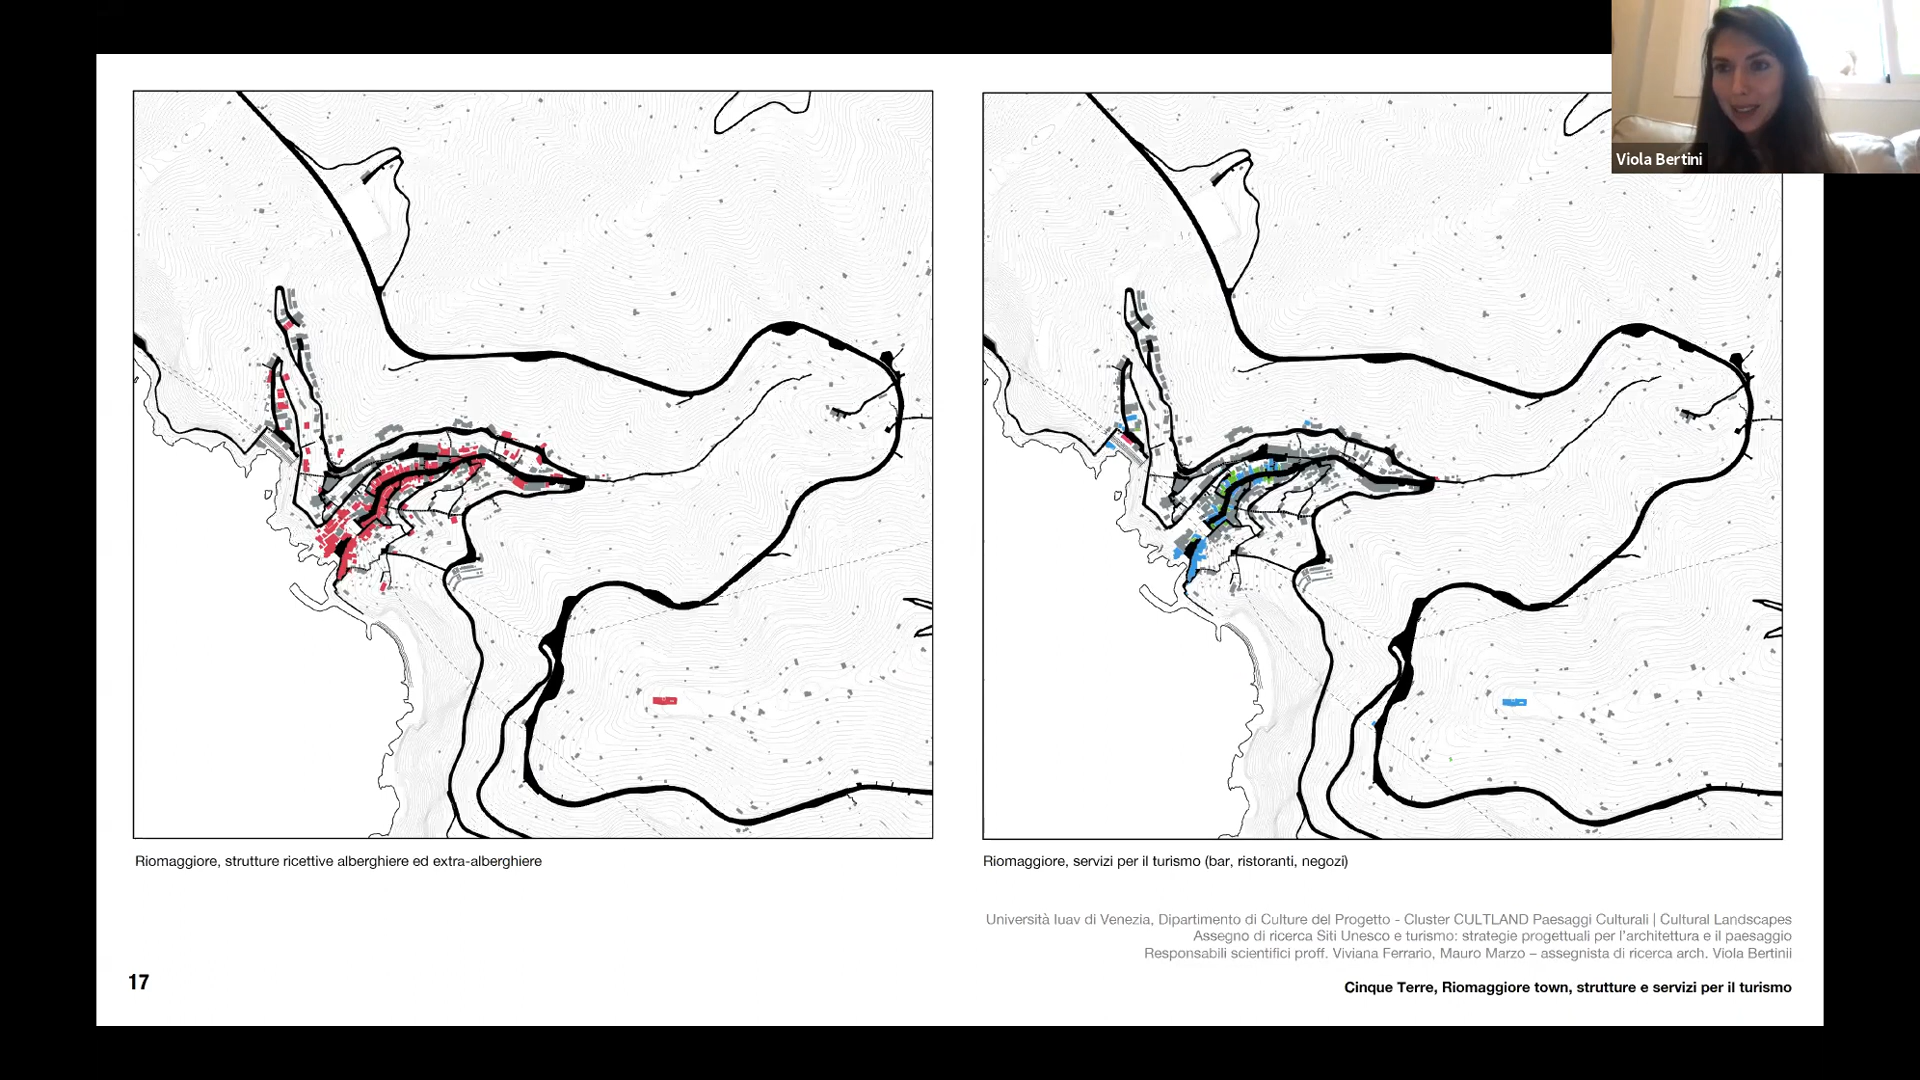 Viola Bertini
Riomaggiore, strutture ricettive alberghiere ed extra-alberghiere
Riomaggiore, servizi per il turismo (bar, ristoranti, negozi)
Università Iuav di Venezia, Dipartimento di Culture del Progetto - Cluster CULTLAND Paesaggi Culturali | Cultural Landscapes
Assegno di ricerca Siti Unesco e turismo: strategie progettuali per l'architettura e il paesaggio
Responsabili scientifici proff. Viviana Ferrario, Mauro Marzo – assegnista di ricerca arch. Viola Bertinii
17
Cinque Terre, Riomaggiore town, strutture e servizi per il turismo